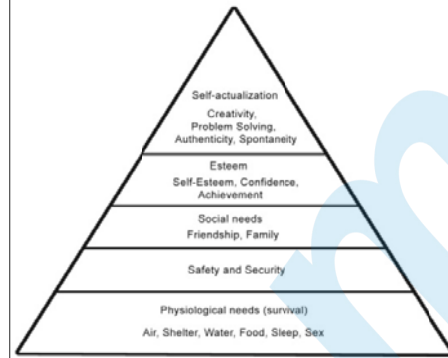 Self-actualization
Creativity,
Problem Solving,
Authenticity, Spontaneity
Esteem
Self-Esteem, Confidence,
Achievement
Social needs
Friendship, Family
Safety and Security
Physiological needs (survival)
Air, Shelter, Water, Food, Sleep, Sex